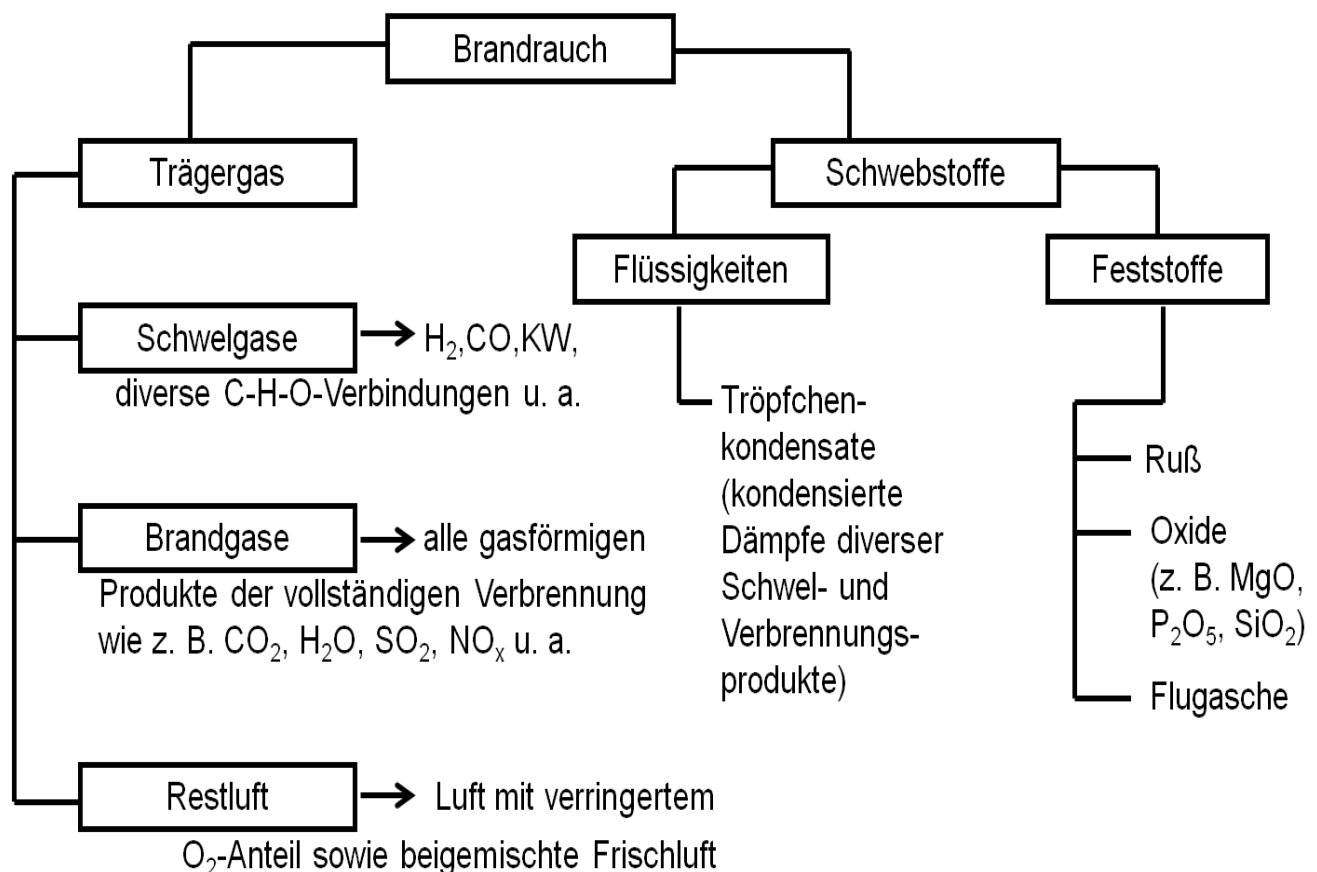 Brandrauch
Trägergas
Schwelgase
H₂,CO,KW,
diverse C-H-O-Verbindungen u. a.
Brandgase
alle gasförmigen
Produkte der vollständigen Verbrennung
wie z. B. CO₂, H₂O, SO₂, NOₓ u. a.
Restluft
Luft mit verringertem
O₂-Anteil sowie beigemischte Frischluft
Schwebstoffe
Flüssigkeiten
Tröpfchen-
kondensate
(kondensierte
Dämpfe diverser
Schwel- und
Verbrennungs-
produkte)
Feststoffe
Ruß
Oxide
(z. B. MgO,
P₂O₅, SiO₂)
Flugasche